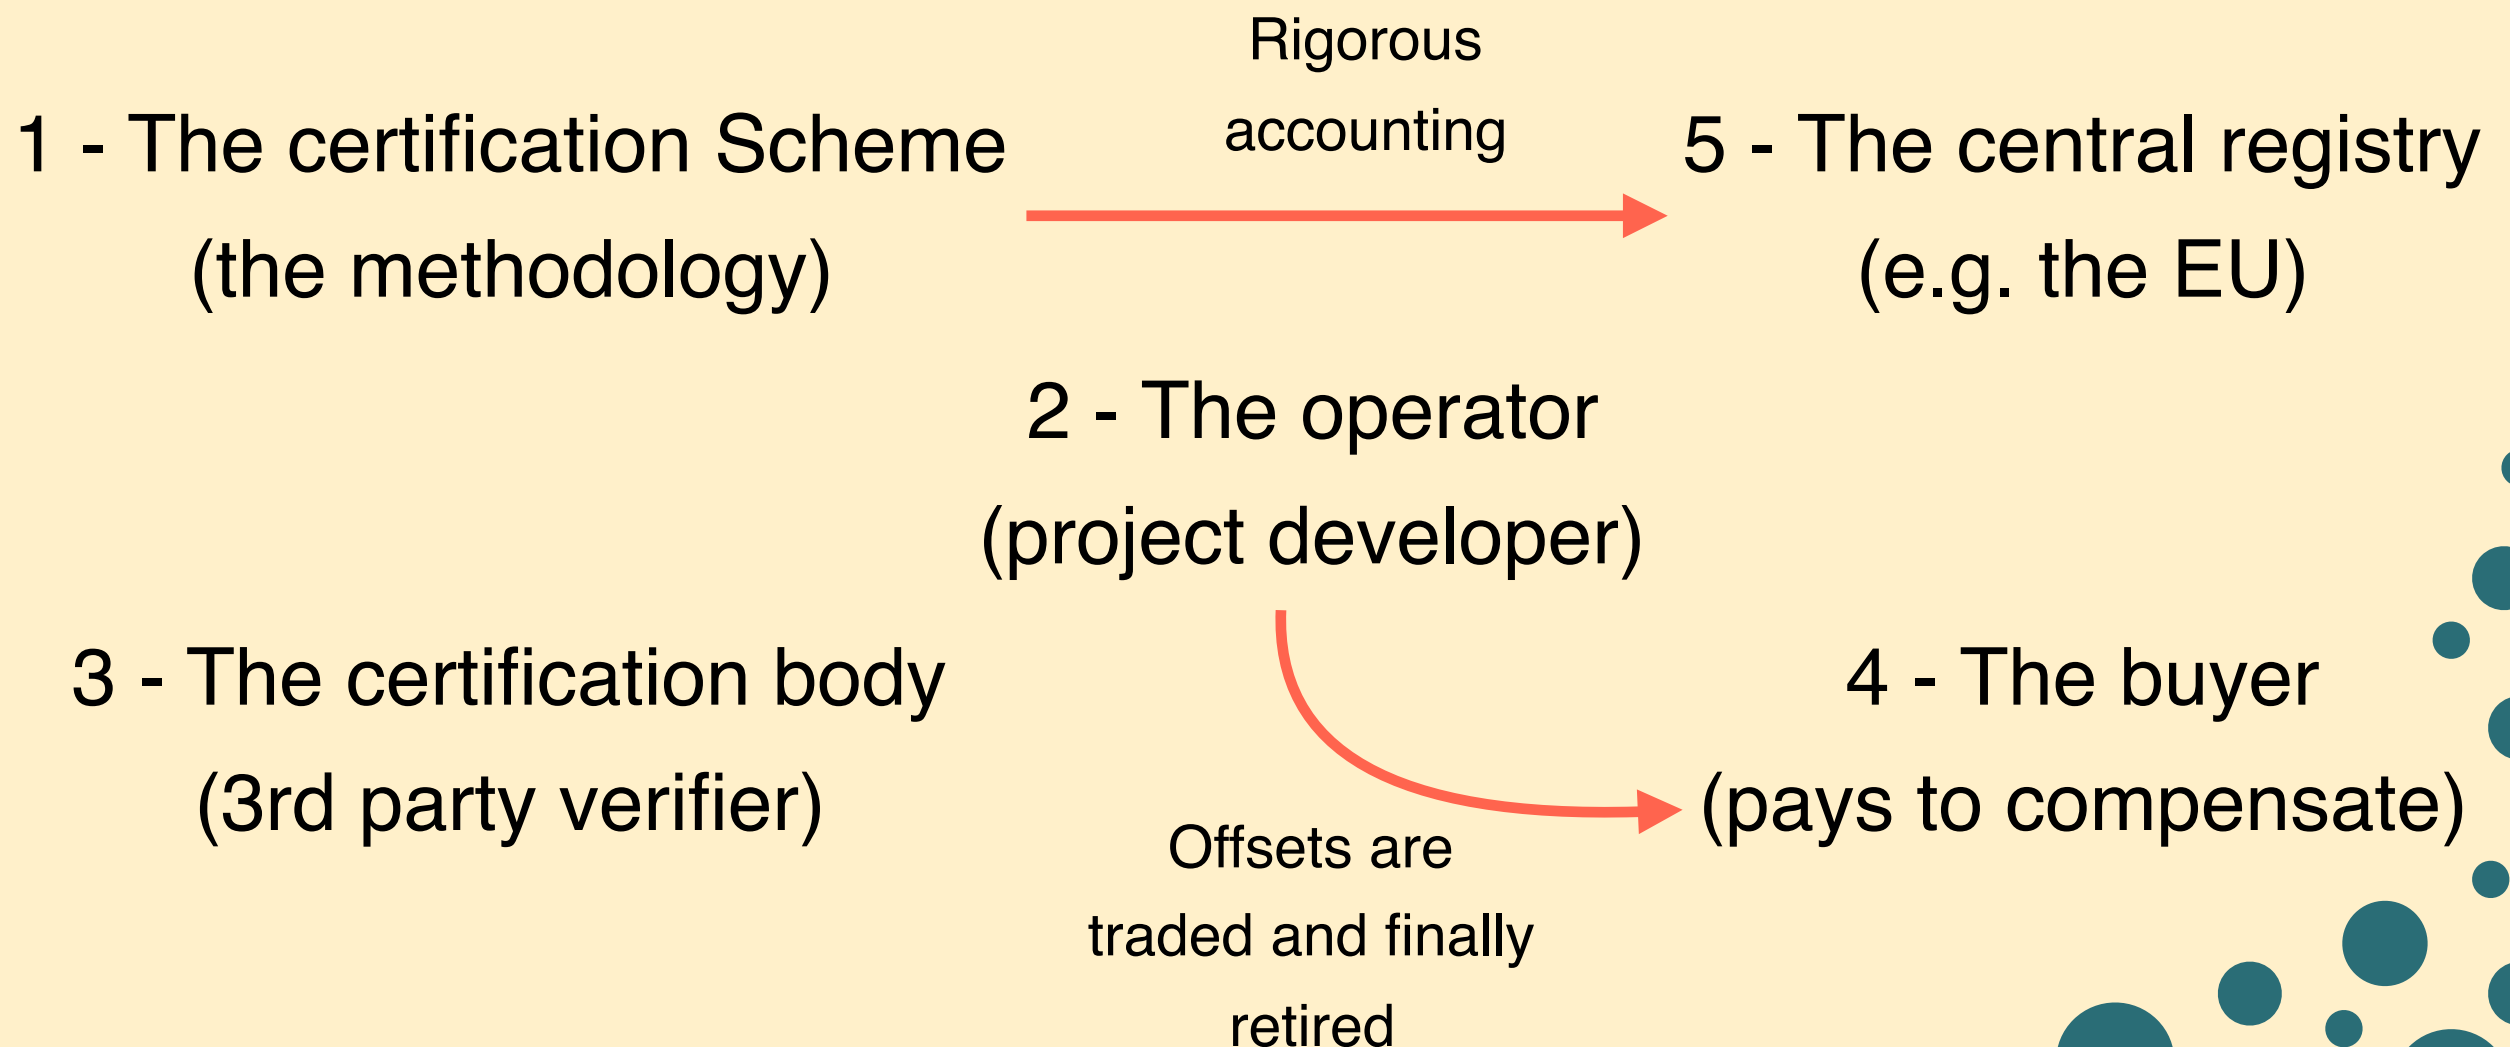 1 - The certification Scheme
(the methodology)
Rigorous
accounting
5 - The central registry
(e.g. the EU)
2 - The operator
(project developer)
3 - The certification body
(3rd party verifier)
4 - The buyer
(pays to compensate)
Offsets are
traded and finally
retired